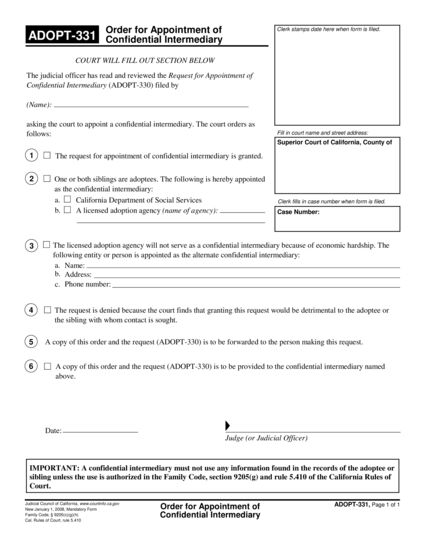 ADOPT-331
Order for Appointment of
Confidential Intermediary
Clerk stamps date here when form is filed.
COURT WILL FILL OUT SECTION BELOW
The judicial officer has read and reviewed the Request for Appointment of
Confidential Intermediary (ADOPT-330) filed by
(Name):
asking the court to appoint a confidential intermediary. The court orders as
follows:
Fill in court name and street address:
Superior Court of California, County of
1 The request for appointment of confidential intermediary is granted.
2 One or both siblings are adoptees. The following is hereby appointed
as the confidential intermediary:
a. California Department of Social Services
b. A licensed adoption agency (name of agency):
Clerk fills in case number when form is filed.
Case Number:
3 The licensed adoption agency will not serve as a confidential intermediary because of economic hardship. The
following entity or person is appointed as the alternate confidential intermediary:
a. Name:
b. Address:
c. Phone number:
4 The request is denied because the court finds that granting this request would be detrimental to the adoptee or
the sibling with whom contact is sought.
5 A copy of this order and the request (ADOPT-330) is to be forwarded to the person making this request.
6 A copy of this order and the request (ADOPT-330) is to be provided to the confidential intermediary named
above.
Date:
Judge (or Judicial Officer)
IMPORTANT: A confidential intermediary must not use any information found in the records of the adoptee or
sibling unless the use is authorized in the Family Code, section 9205(g) and rule 5.410 of the California Rules of
Court.
Judicial Council of California, www.courtinfo.ca.gov
New January 1, 2008, Mandatory Form
Family Code, § 9205(c)(g)(h),
Cal. Rules of Court, rule 5.410
Order for Appointment of
Confidential Intermediary
ADOPT-331, Page 1 of 1